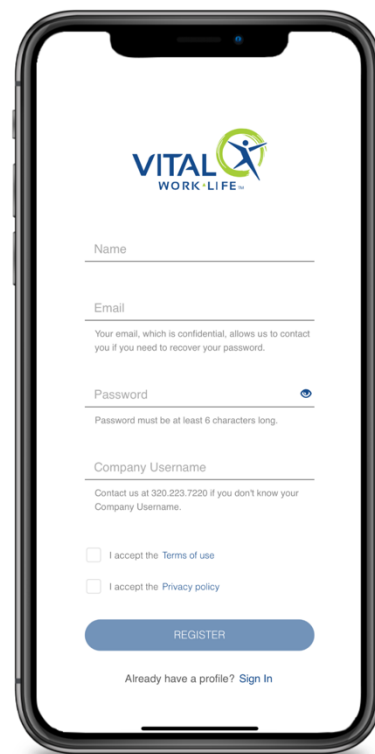 VITAL
WORK•LIFE™
Name
Email
Your email, which is confidential, allows us to contact
you if you need to recover your password.
Password
Password must be at least 6 characters long.
Company Username
Contact us at 320.223.7220 if you don't know your
Company Username.
I accept the Terms of use
I accept the Privacy policy
REGISTER
Already have a profile? Sign In